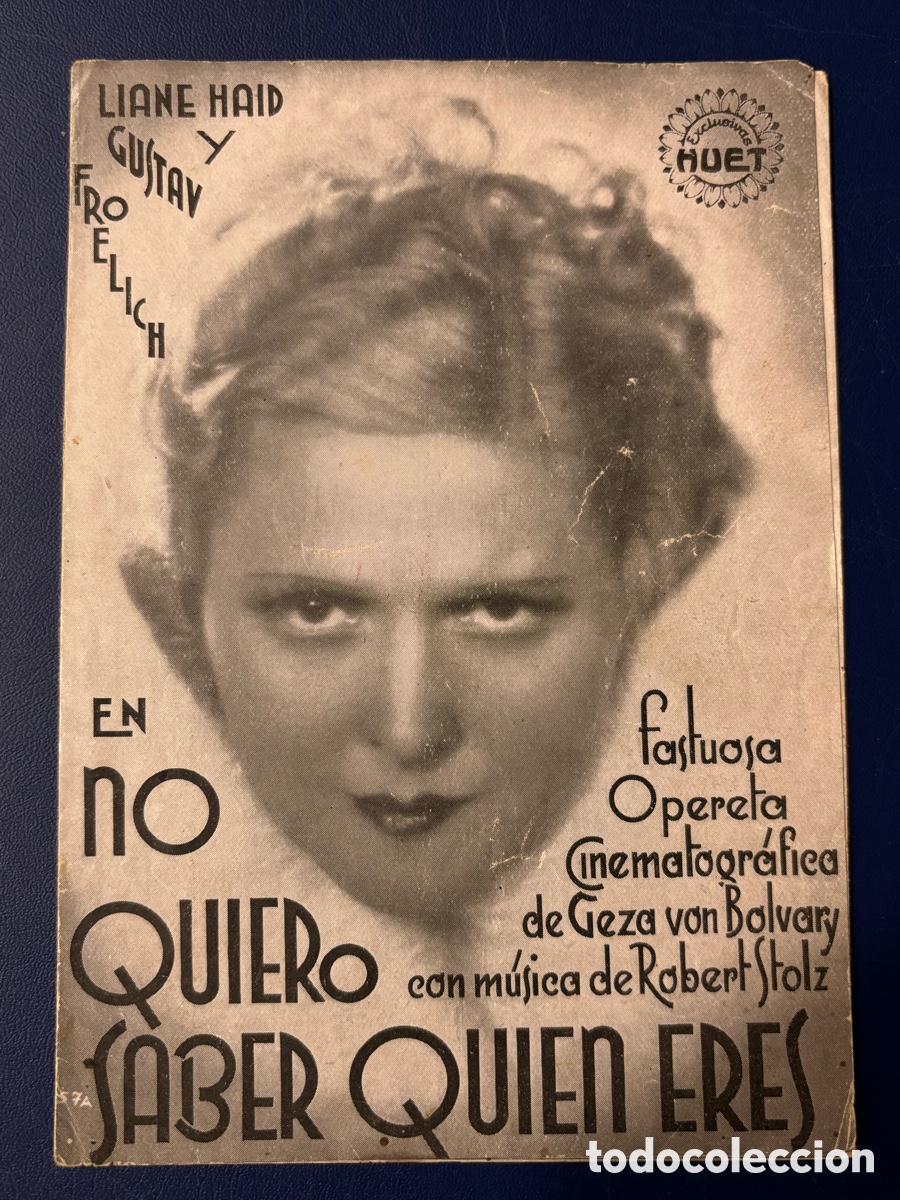 LIANE HAID
Y
GUSTAV
FROELICH
Exclusivas
HUET
EN
NO
QUIERO
SABER QUIEN ERES
Fastuosa
Opereta
Cinematográfica
de Geza von Bolvary
con música de Robert Stolz
todocoleccion